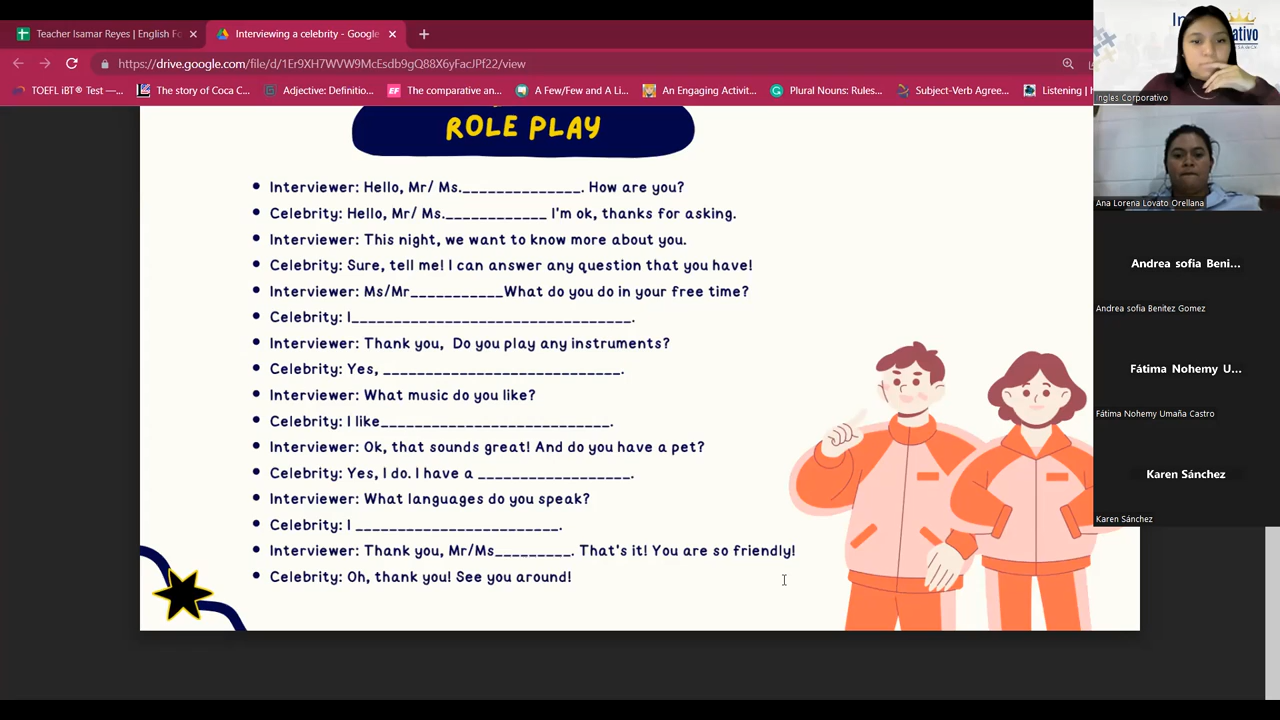 Teacher Isamar Reyes | English Fo
Interviewing a celebrity - Google
https://drive.google.com/file/d/1Er9XH7WVW9McEsdb9gQ88X6yFacJPf22/view
TOEFL iBT® Test —...
The story of Coca C...
Adjective: Definitio...
EF
The comparative an...
A Few/Few and A Li...
An Engaging Activit...
Plural Nouns: Rules...
Subject-Verb Agree...
Listening |
ROLE PLAY
• Interviewer: Hello, Mr/ Ms.______________. How are you?
• Celebrity: Hello, Mr/ Ms.____________ I'm ok, thanks for asking.
• Interviewer: This night, we want to know more about you.
• Celebrity: Sure, tell me! I can answer any question that you have!
• Interviewer: Ms/Mr___________What do you do in your free time?
• Celebrity: I_________________________________.
• Interviewer: Thank you, Do you play any instruments?
• Celebrity: Yes, ____________________________.
• Interviewer: What music do you like?
• Celebrity: I like___________________________.
• Interviewer: Ok, that sounds great! And do you have a pet?
• Celebrity: Yes, I do. I have a __________________.
• Interviewer: What languages do you speak?
• Celebrity: I ________________________.
• Interviewer: Thank you, Mr/Ms_________. That's it! You are so friendly!
• Celebrity: Oh, thank you! See you around!
Ingles Corporativo
Ana Lorena Lovato Orellana
Andrea sofia Beni...
Andrea sofia Benitez Gomez
Fátima Nohemy U...
Fátima Nohemy Umaña Castro
Karen Sánchez
Karen Sánchez